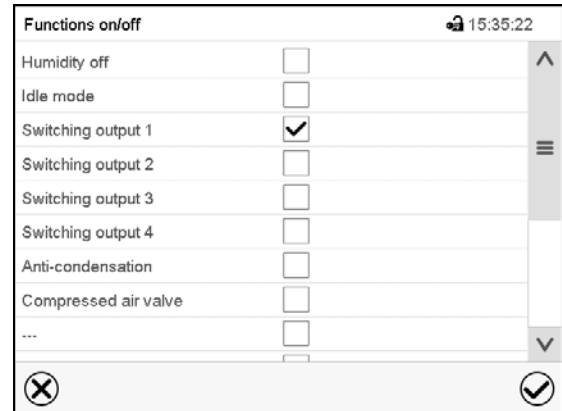 Functions on/off 15:35:22
Humidity off
Idle mode
Switching output 1
Switching output 2
Switching output 3
Switching output 4
Anti-condensation
Compressed air valve
---